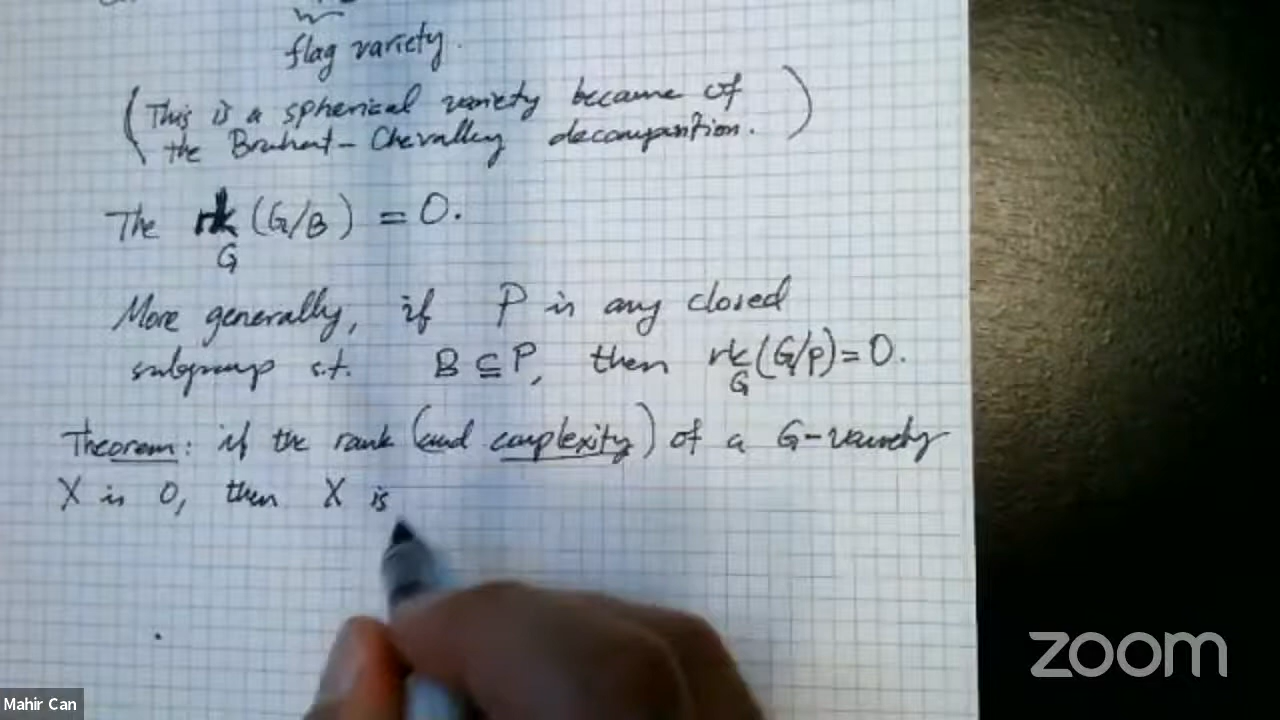 flag variety.
(This is a spherical variety because of
the Bruhat-Chevalley decomposition.)
The rk_G (G/B) = 0.
More generally, if P is any closed
subgroup s.t. B ⊆ P, then rk_G (G/P) = 0.
Theorem: if the rank (and complexity) of a G-variety
X is 0, then X is
zoom
Mahir Can